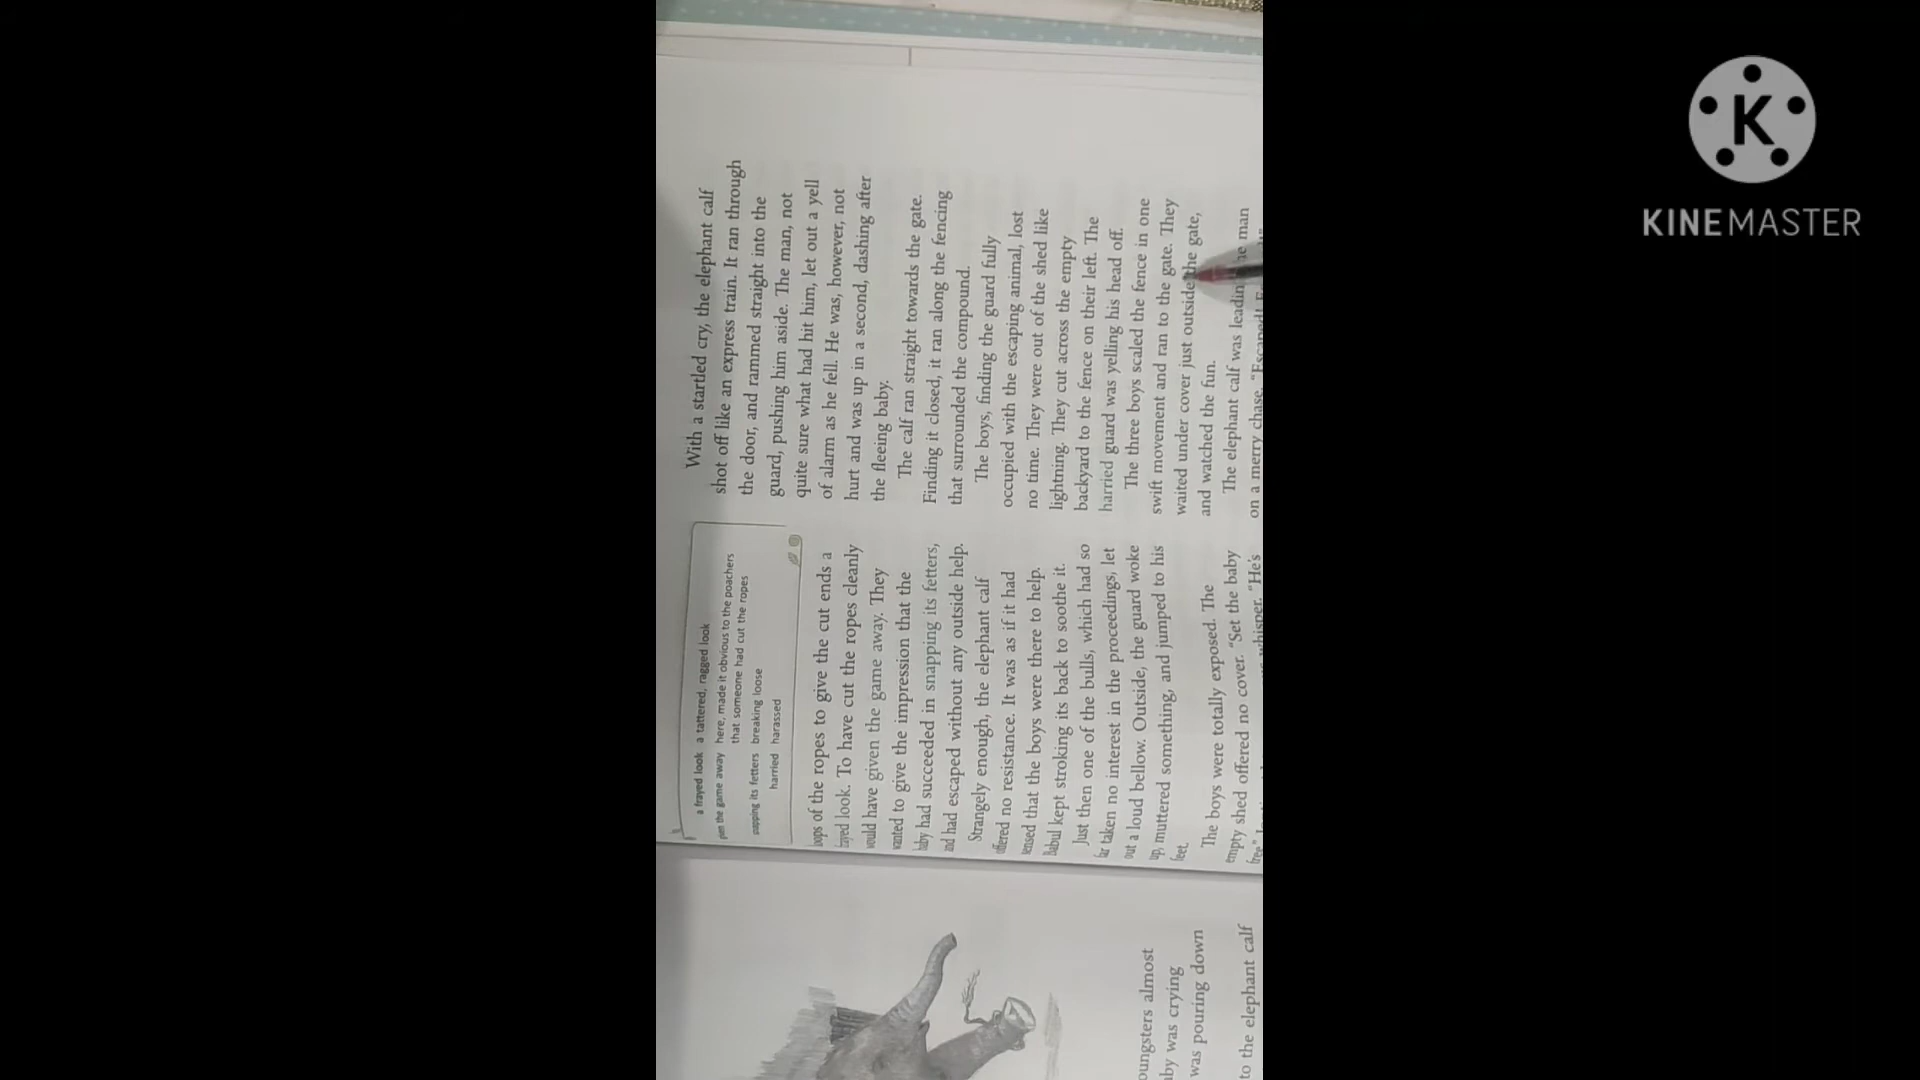 a frayed look a tattered, ragged look
the game away here, made it obvious to the poachers
that someone had cut the ropes
snapping its fetters breaking loose
harried harassed
loops of the ropes to give the cut ends a
frayed look. To have cut the ropes cleanly
would have given the game away. They
wanted to give the impression that the
baby had succeeded in snapping its fetters,
and had escaped without any outside help.
Strangely enough, the elephant calf
offered no resistance. It was as if it had
sensed that the boys were there to help.
Babul kept stroking its back to soothe it.
Just then one of the bulls, which had so
far taken no interest in the proceedings, let
out a loud bellow. Outside, the guard woke
up, muttered something, and jumped to his
feet.
The boys were totally exposed. The
empty shed offered no cover. "Set the baby
free" whisper. "He's
With a startled cry, the elephant calf
shot off like an express train. It ran through
the door, and rammed straight into the
guard, pushing him aside. The man, not
quite sure what had hit him, let out a yell
of alarm as he fell. He was, however, not
hurt and was up in a second, dashing after
the fleeing baby.
The calf ran straight towards the gate.
Finding it closed, it ran along the fencing
that surrounded the compound.
The boys, finding the guard fully
occupied with the escaping animal, lost
no time. They were out of the shed like
lightning. They cut across the empty
backyard to the fence on their left. The
harried guard was yelling his head off.
The three boys scaled the fence in one
swift movement and ran to the gate. They
waited under cover just outside the gate,
and watched the fun.
The elephant calf was leading man
on a merry chase. "Escaped!
oungsters almost
aby was crying
was pouring down
to the elephant calf
K
KINEMASTER